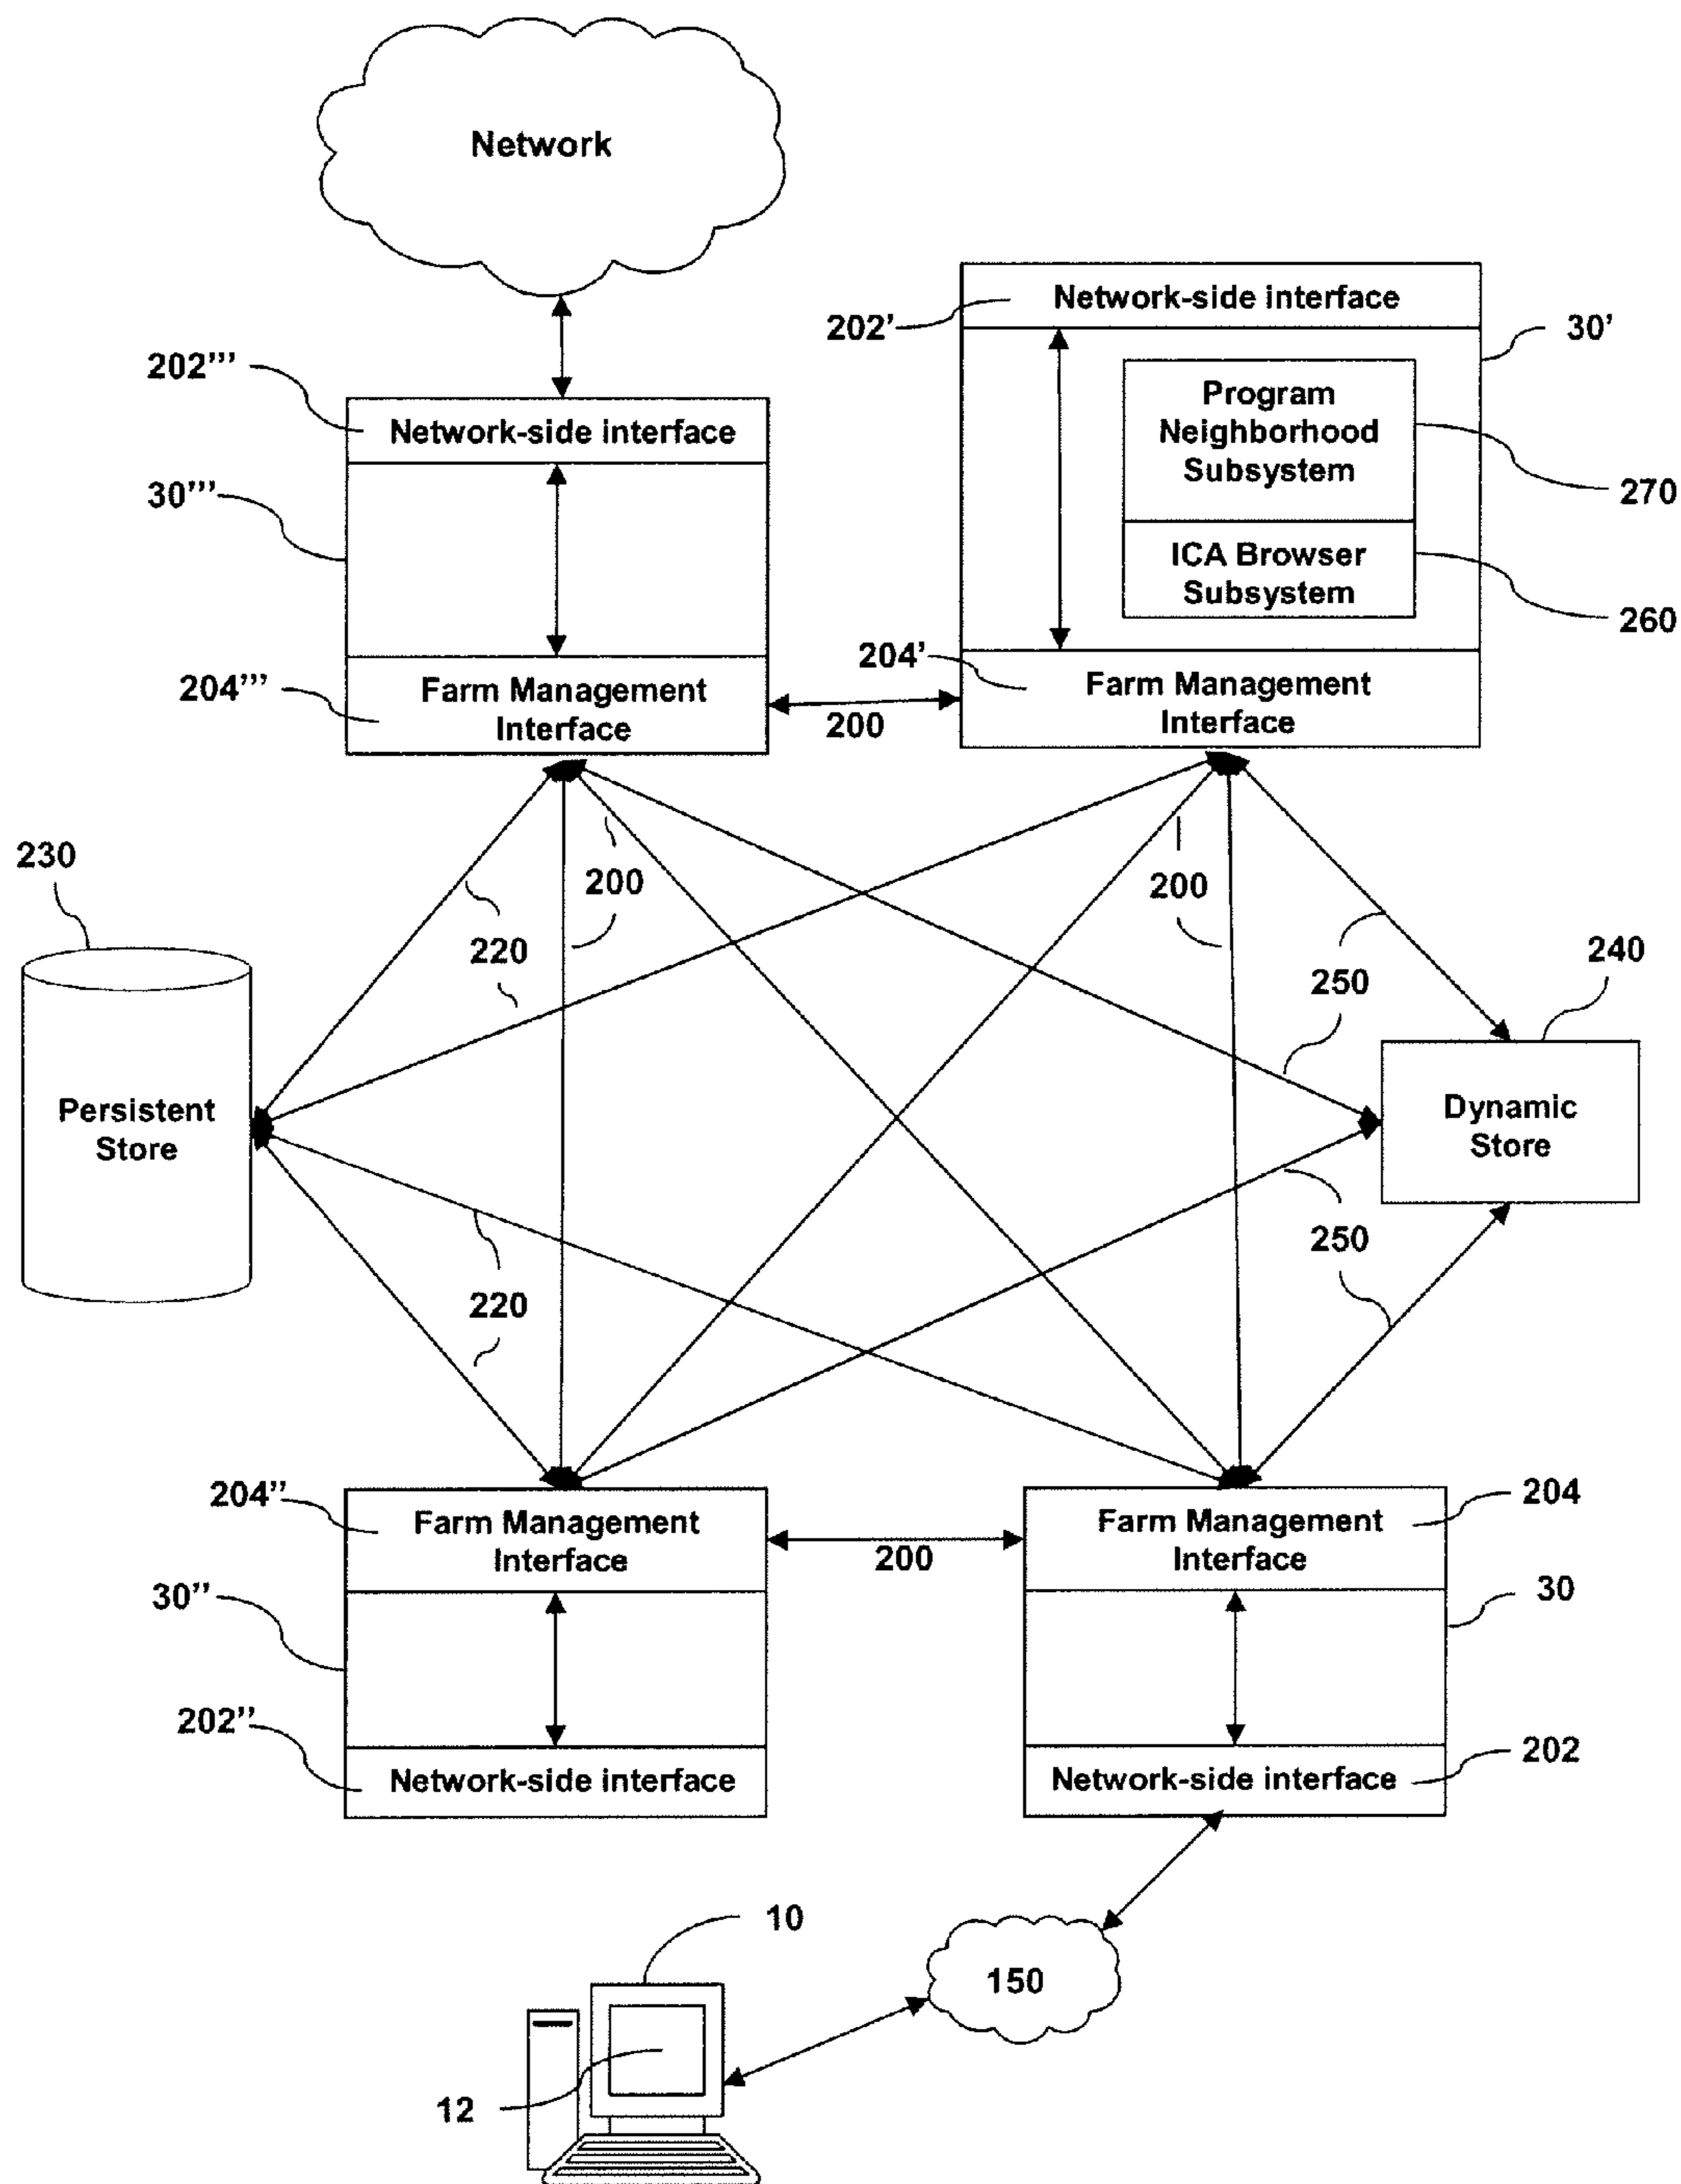 Network
Network-side interface
202'
30'
202'''
Program
Neighborhood
Subsystem
Network-side interface
270
30'''
ICA Browser
Subsystem
260
204'
204'''
Farm Management
Interface
Farm Management
Interface
200
230
200
200
220
240
250
Persistent
Store
Dynamic
Store
250
220
204''
204
Farm Management
Interface
Farm Management
Interface
200
30''
30
202''
202
Network-side interface
Network-side interface
10
150
12